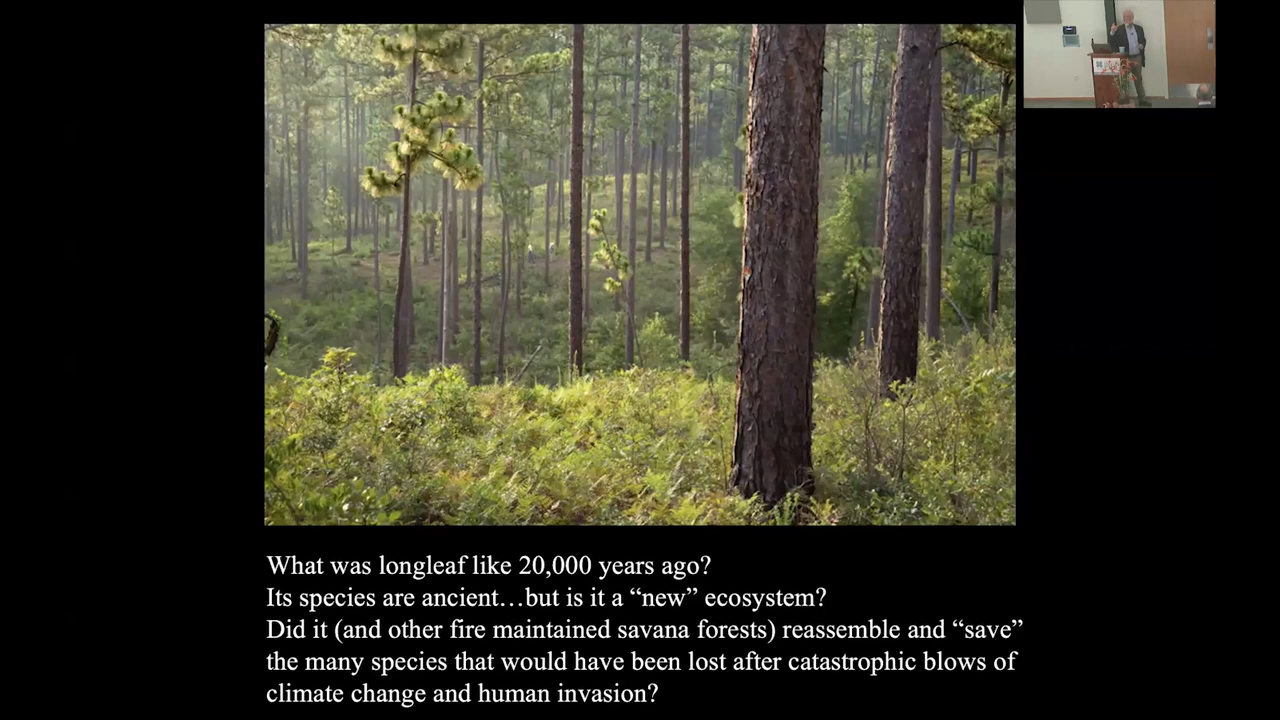 What was longleaf like 20,000 years ago?
Its species are ancient…but is it a “new” ecosystem?
Did it (and other fire maintained savana forests) reassemble and “save”
the many species that would have been lost after catastrophic blows of
climate change and human invasion?